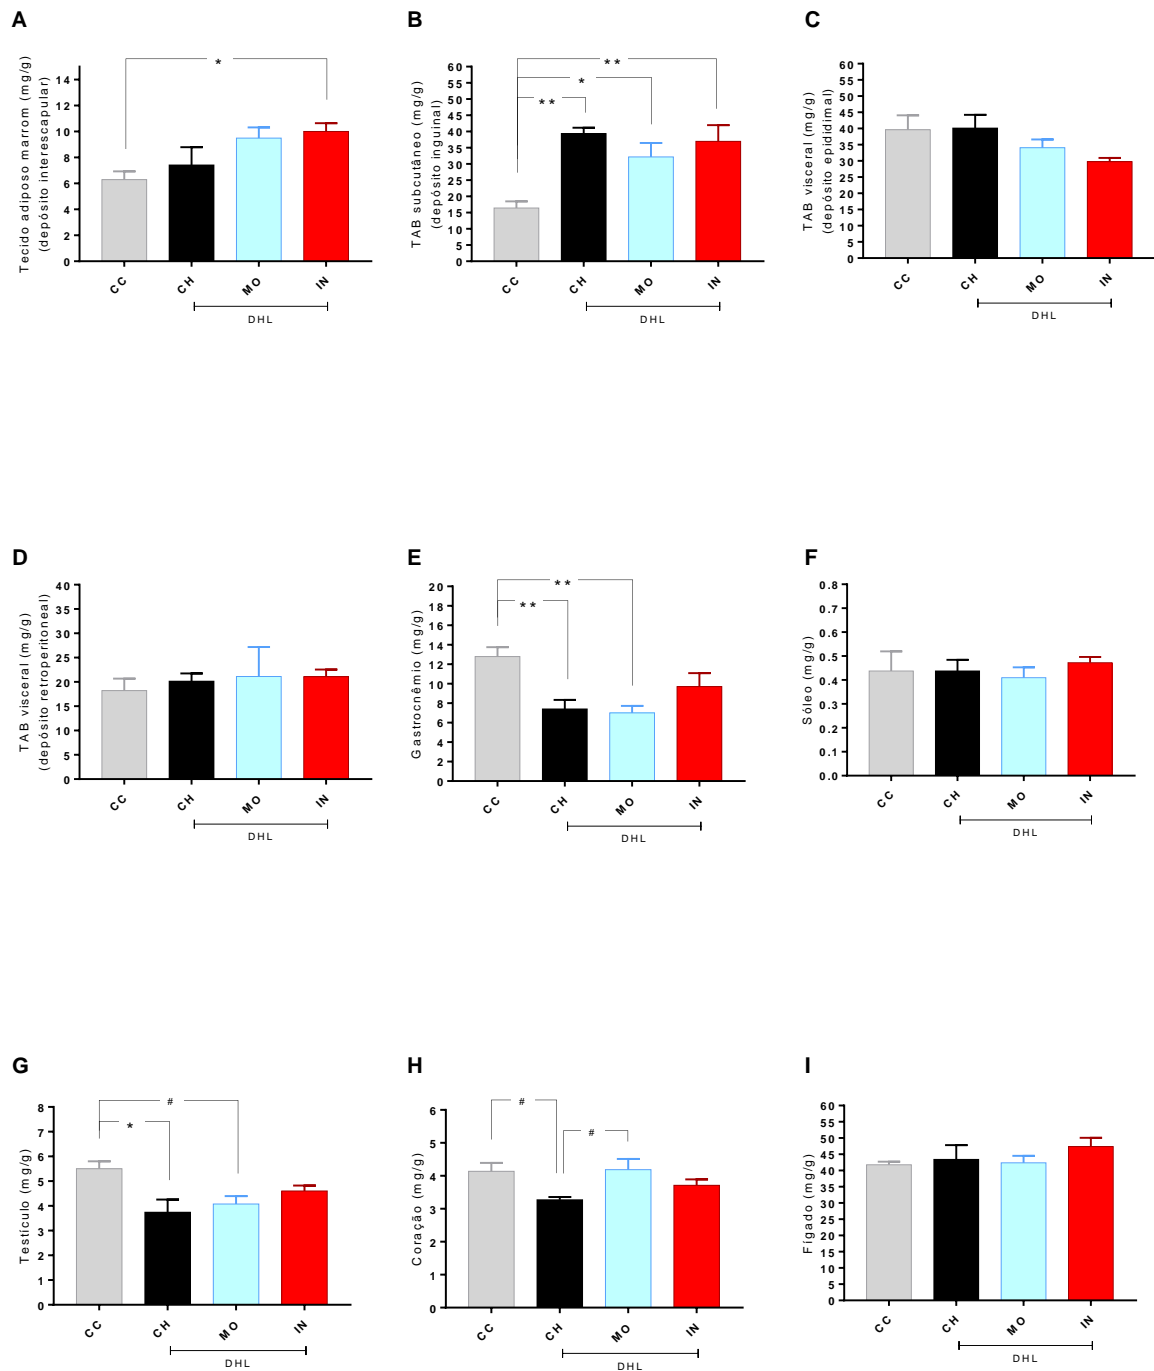 A
Tecido adiposo marrom (mg/g)
(depósito interescapular)
14
12
10
8
6
4
2
0
*
CC
CH
MO
IN
DHL
B
TAB subcutâneo (mg/g)
(depósito inguinal)
60
55
50
45
40
35
30
25
20
15
10
5
0
**
*
**
CC
CH
MO
IN
DHL
C
TAB visceral (mg/g)
(depósito epididimal)
60
55
50
45
40
35
30
25
20
15
10
5
0
CC
CH
MO
IN
DHL
D
TAB visceral (mg/g)
(depósito retroperitoneal)
40
35
30
25
20
15
10
5
0
CC
CH
MO
IN
DHL
E
Gastrocnêmio (mg/g)
20
18
16
14
12
10
8
6
4
2
0
**
**
CC
CH
MO
IN
DHL
F
Sóleo (mg/g)
0.8
0.7
0.6
0.5
0.4
0.3
0.2
0.1
0.0
CC
CH
MO
IN
DHL
G
Testículo (mg/g)
8
7
6
5
4
3
2
1
0
#
*
CC
CH
MO
IN
DHL
H
Coração (mg/g)
6
5
4
3
2
1
0
#
#
CC
CH
MO
IN
DHL
I
Fígado (mg/g)
60
55
50
45
40
35
30
25
20
15
10
5
0
CC
CH
MO
IN
DHL